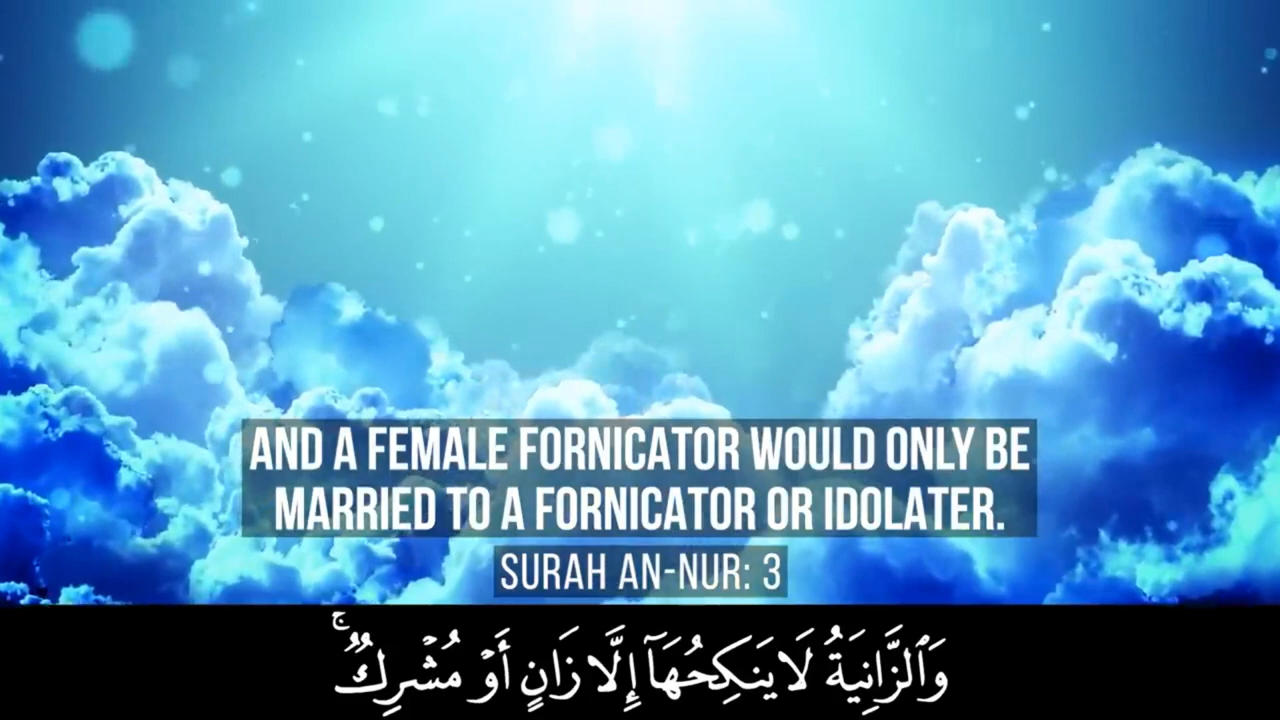 AND A FEMALE FORNICATOR WOULD ONLY BE
MARRIED TO A FORNICATOR OR IDOLATER.
SURAH AN-NUR: 3
وَٱلزَّانِيَةُ لَا يَنكِحُهَآ إِلَّا زَانٍ أَوْ مُشْرِكٌۭ ۚ